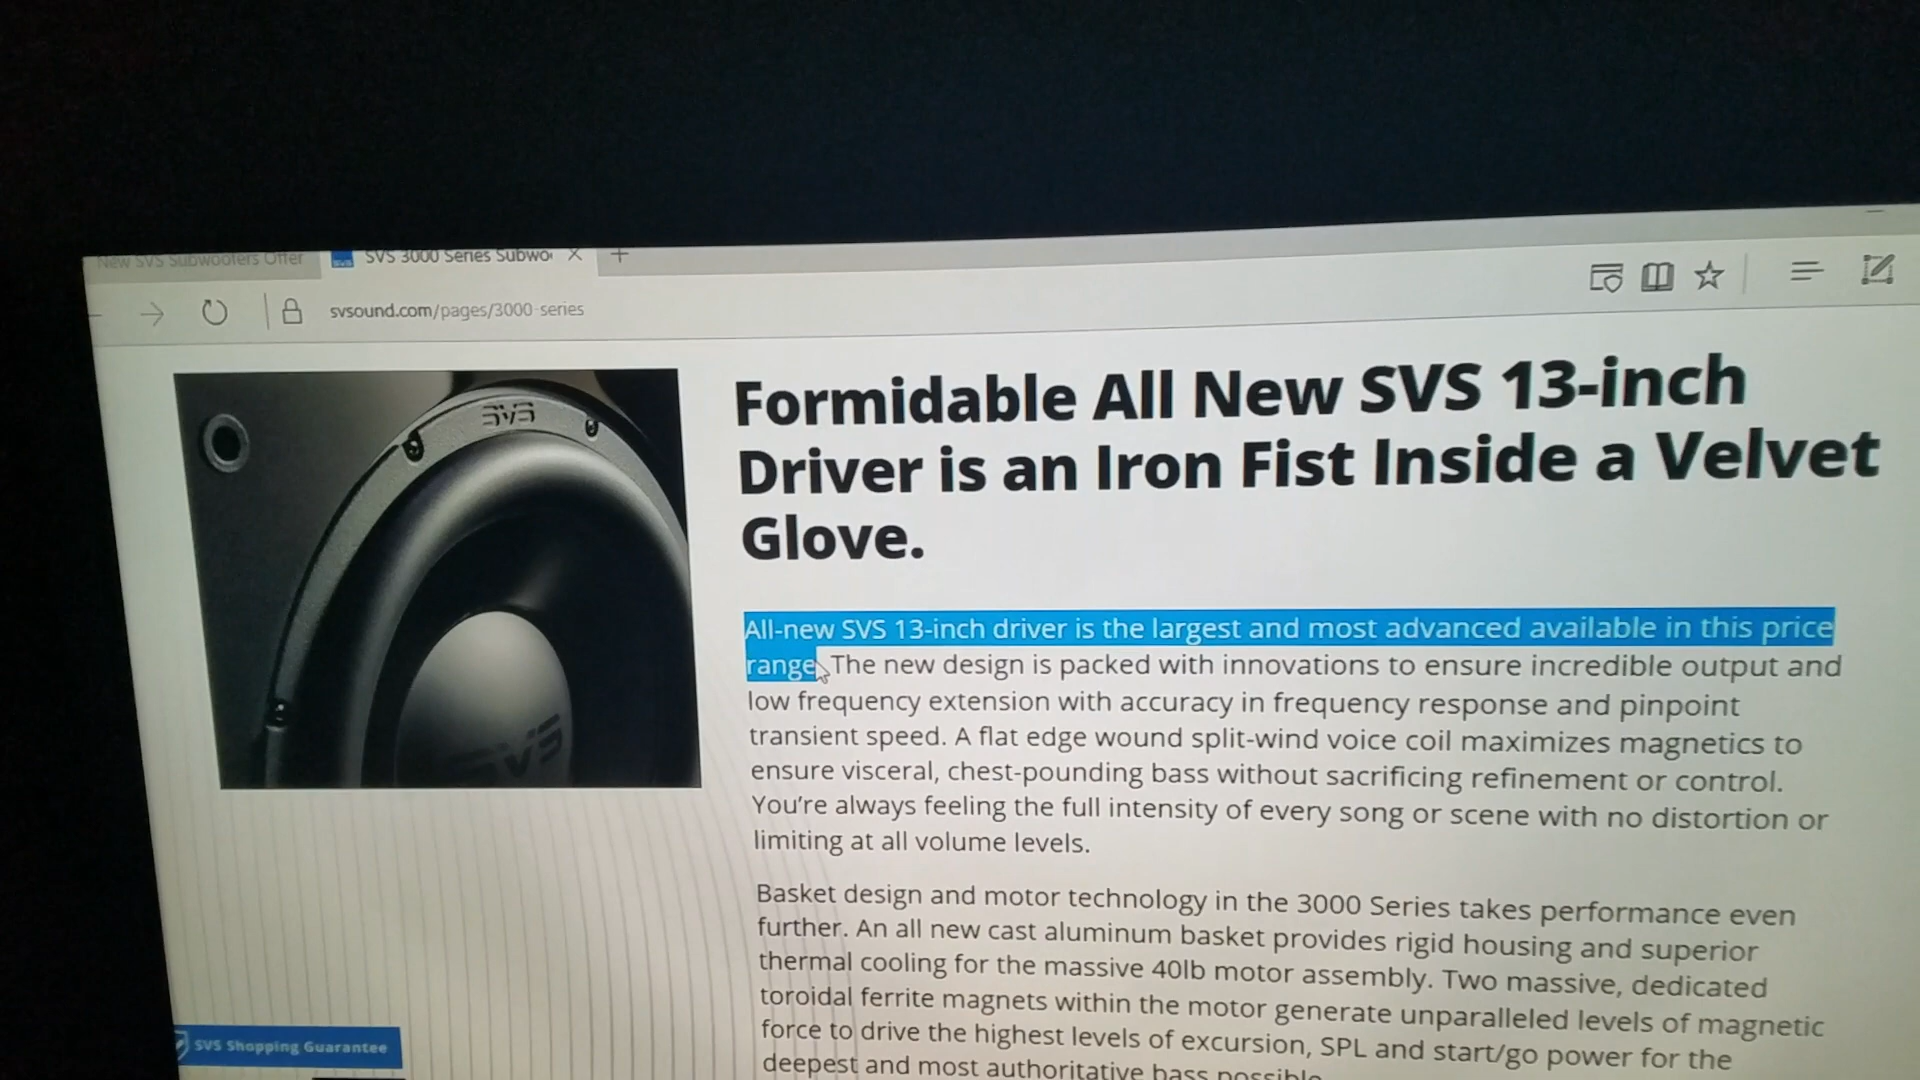 New SVS Subwoofers Offer
SVS 3000 Series Subwo
svsound.com/pages/3000-series
SVS
SVS
Formidable All New SVS 13-inch
Driver is an Iron Fist Inside a Velvet
Glove.
All-new SVS 13-inch driver is the largest and most advanced available in this price
range. The new design is packed with innovations to ensure incredible output and
low frequency extension with accuracy in frequency response and pinpoint
transient speed. A flat edge wound split-wind voice coil maximizes magnetics to
ensure visceral, chest-pounding bass without sacrificing refinement or control.
You're always feeling the full intensity of every song or scene with no distortion or
limiting at all volume levels.
Basket design and motor technology in the 3000 Series takes performance even
further. An all new cast aluminum basket provides rigid housing and superior
thermal cooling for the massive 40lb motor assembly. Two massive, dedicated
toroidal ferrite magnets within the motor generate unparalleled levels of magnetic
force to drive the highest levels of excursion, SPL and start/go power for the
deepest and most authoritative bass possible.
SVS Shopping Guarantee